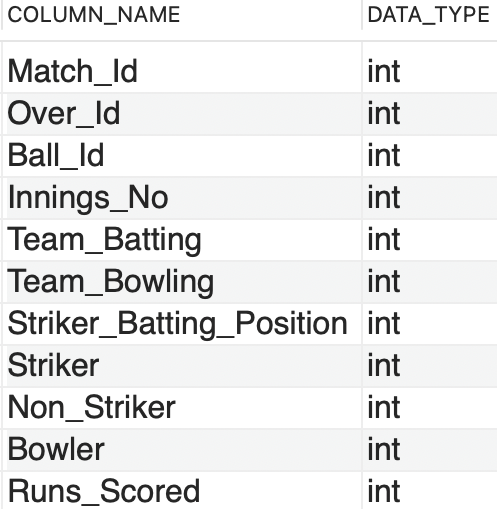 COLUMN_NAME DATA_TYPE
Match_Id int
Over_Id int
Ball_Id int
Innings_No int
Team_Batting int
Team_Bowling int
Striker_Batting_Position int
Striker int
Non_Striker int
Bowler int
Runs_Scored int